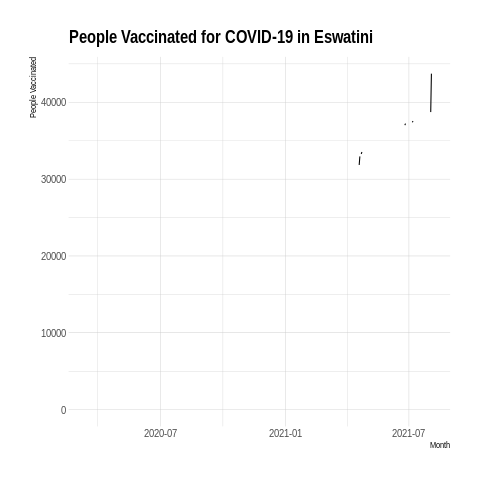 People Vaccinated for COVID-19 in Eswatini
People Vaccinated
40000
30000
20000
10000
0
2020-07
2021-01
2021-07
Month